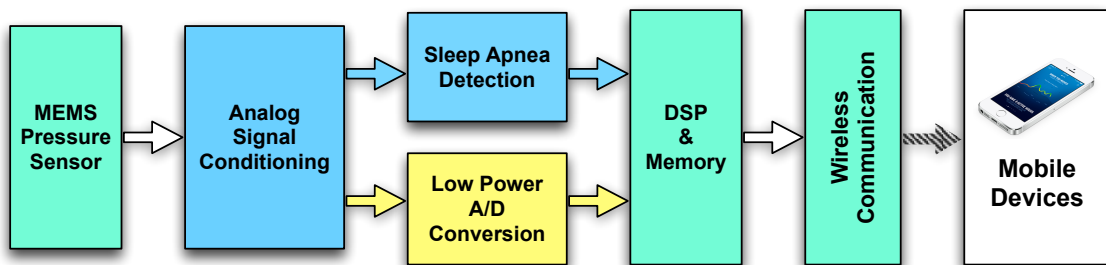 MEMS
Pressure
Sensor
Analog
Signal
Conditioning
Sleep Apnea
Detection
Low Power
A/D
Conversion
DSP
&
Memory
Wireless
Communication
Mobile
Devices